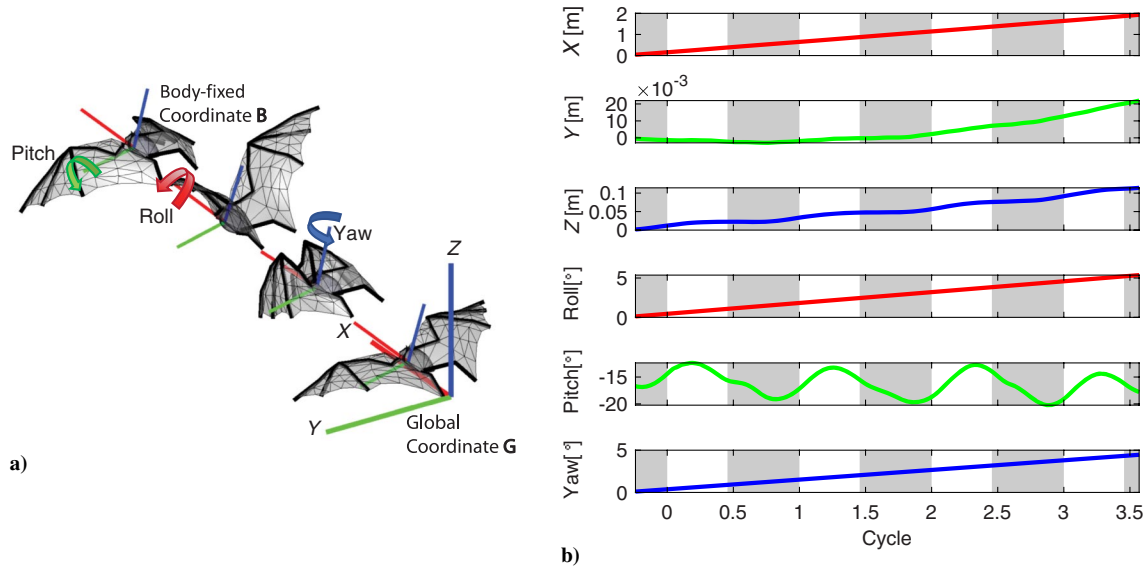 Body-fixed
Coordinate B
Pitch
Roll
Yaw
Z
X
Y
Global
Coordinate G
a)
X [m]
2
1
0
×10⁻³
Y [m]
20
10
0
Z [m]
0.1
0.05
0
Roll[°]
5
0
Pitch[°]
-15
-20
Yaw[°]
5
0
0 0.5 1 1.5 2 2.5 3 3.5
Cycle
b)